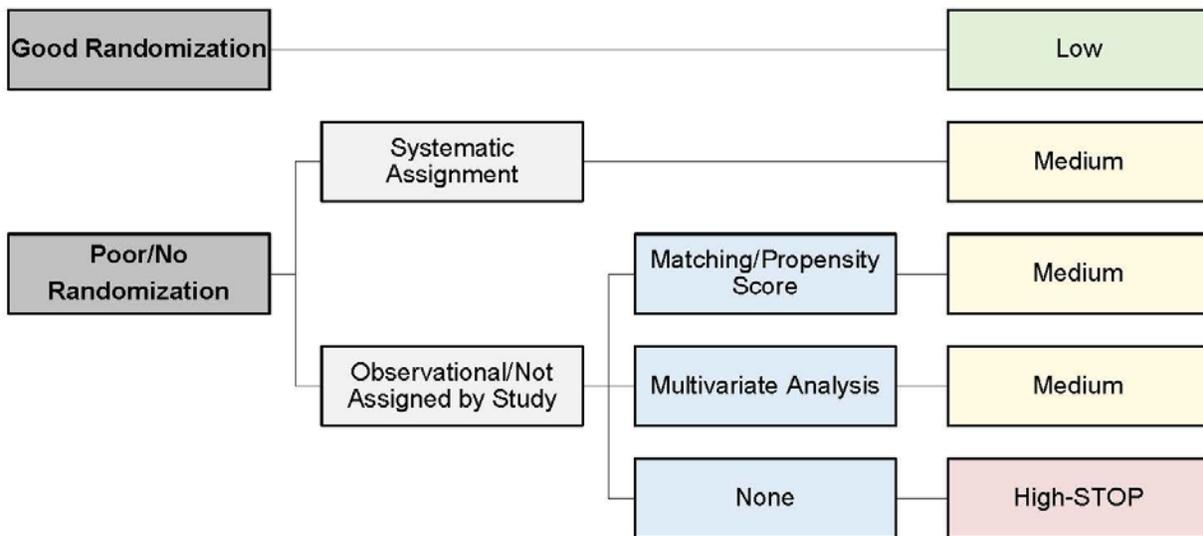 Good Randomization
Low
Systematic
Assignment
Medium
Poor/No
Randomization
Matching/Propensity
Score
Medium
Observational/Not
Assigned by Study
Multivariate Analysis
Medium
None
High-STOP